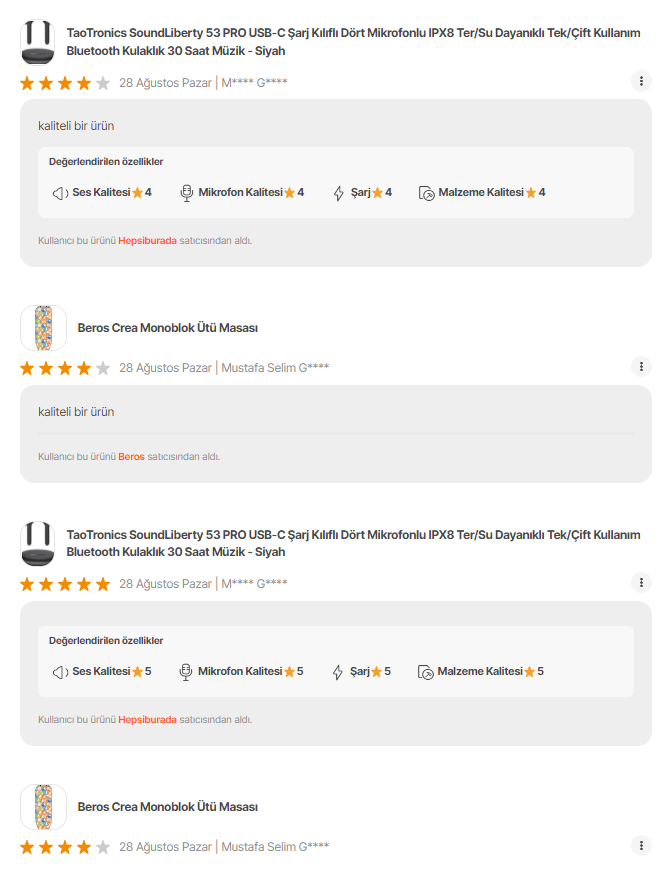 TaoTronics SoundLiberty 53 PRO USB-C Şarj Kılıflı Dört Mikrofonlu IPX8 Ter/Su Dayanıklı Tek/Çift Kullanım
Bluetooth Kulaklık 30 Saat Müzik - Siyah
28 Ağustos Pazar | M**** G****
kaliteli bir ürün
Değerlendirilen özellikler
Ses Kalitesi 4 Mikrofon Kalitesi 4 Şarj 4 Malzeme Kalitesi 4
Kullanıcı bu ürünü Hepsiburada satıcısından aldı.
Beros Crea Monoblok Ütü Masası
28 Ağustos Pazar | Mustafa Selim G****
kaliteli bir ürün
Kullanıcı bu ürünü Beros satıcısından aldı.
TaoTronics SoundLiberty 53 PRO USB-C Şarj Kılıflı Dört Mikrofonlu IPX8 Ter/Su Dayanıklı Tek/Çift Kullanım
Bluetooth Kulaklık 30 Saat Müzik - Siyah
28 Ağustos Pazar | M**** G****
Değerlendirilen özellikler
Ses Kalitesi 5 Mikrofon Kalitesi 5 Şarj 5 Malzeme Kalitesi 5
Kullanıcı bu ürünü Hepsiburada satıcısından aldı.
Beros Crea Monoblok Ütü Masası
28 Ağustos Pazar | Mustafa Selim G****